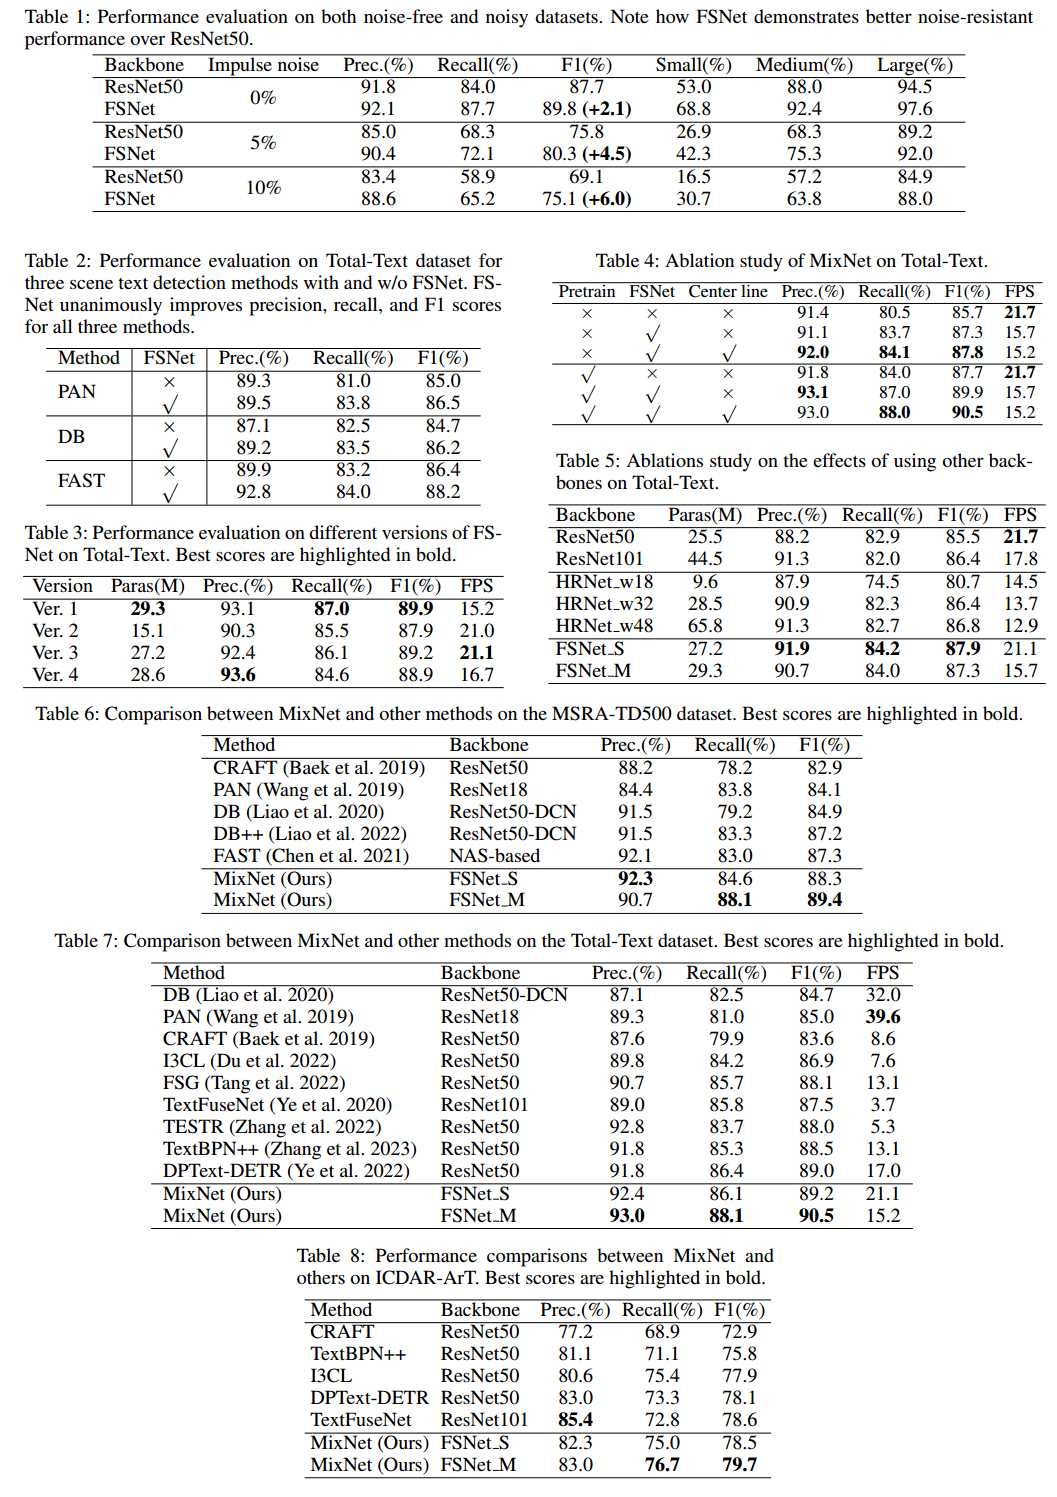 Table 1: Performance evaluation on both noise-free and noisy datasets. Note how FSNet demonstrates better noise-resistant
performance over ResNet50.
Backbone Impulse noise Prec.(%) Recall(%) F1(%) Small(%) Medium(%) Large(%)
ResNet50 0% 91.8 84.0 87.7 53.0 88.0 94.5
FSNet 92.1 87.7 89.8 (+2.1) 68.8 92.4 97.6
ResNet50 5% 85.0 68.3 75.8 26.9 68.3 89.2
FSNet 90.4 72.1 80.3 (+4.5) 42.3 75.3 92.0
ResNet50 10% 83.4 58.9 69.1 16.5 57.2 84.9
FSNet 88.6 65.2 75.1 (+6.0) 30.7 63.8 88.0
Table 2: Performance evaluation on Total-Text dataset for
three scene text detection methods with and w/o FSNet. FS-
Net unanimously improves precision, recall, and F1 scores
for all three methods.
Method FSNet Prec.(%) Recall(%) F1(%)
PAN × 89.3 81.0 85.0
√ 89.5 83.8 86.5
DB × 87.1 82.5 84.7
√ 89.2 83.5 86.2
FAST × 89.9 83.2 86.4
√ 92.8 84.0 88.2
Table 3: Performance evaluation on different versions of FS-
Net on Total-Text. Best scores are highlighted in bold.
Version Paras(M) Prec.(%) Recall(%) F1(%) FPS
Ver. 1 29.3 93.1 87.0 89.9 15.2
Ver. 2 15.1 90.3 85.5 87.9 21.0
Ver. 3 27.2 92.4 86.1 89.2 21.1
Ver. 4 28.6 93.6 84.6 88.9 16.7
Table 4: Ablation study of MixNet on Total-Text.
Pretrain FSNet Center line Prec.(%) Recall(%) F1(%) FPS
× × × 91.4 80.5 85.7 21.7
× √ × 91.1 83.7 87.3 15.7
× √ √ 92.0 84.1 87.8 15.2
√ × × 91.8 84.0 87.7 21.7
√ √ × 93.1 87.0 89.9 15.7
√ √ √ 93.0 88.0 90.5 15.2
Table 5: Ablations study on the effects of using other back-
bones on Total-Text.
Backbone Paras(M) Prec.(%) Recall(%) F1(%) FPS
ResNet50 25.5 88.2 82.9 85.5 21.7
ResNet101 44.5 91.3 82.0 86.4 17.8
HRNet_w18 9.6 87.9 74.5 80.7 14.5
HRNet_w32 28.5 90.9 82.3 86.4 13.7
HRNet_w48 65.8 91.3 82.7 86.8 12.9
FSNet_S 27.2 91.9 84.2 87.9 21.1
FSNet_M 29.3 90.7 84.0 87.3 15.7
Table 6: Comparison between MixNet and other methods on the MSRA-TD500 dataset. Best scores are highlighted in bold.
Method Backbone Prec.(%) Recall(%) F1(%)
CRAFT (Baek et al. 2019) ResNet50 88.2 78.2 82.9
PAN (Wang et al. 2019) ResNet18 84.4 83.8 84.1
DB (Liao et al. 2020) ResNet50-DCN 91.5 79.2 84.9
DB++ (Liao et al. 2022) ResNet50-DCN 91.5 83.3 87.2
FAST (Chen et al. 2021) NAS-based 92.1 83.0 87.3
MixNet (Ours) FSNet_S 92.3 84.6 88.3
MixNet (Ours) FSNet_M 90.7 88.1 89.4
Table 7: Comparison between MixNet and other methods on the Total-Text dataset. Best scores are highlighted in bold.
Method Backbone Prec.(%) Recall(%) F1(%) FPS
DB (Liao et al. 2020) ResNet50-DCN 87.1 82.5 84.7 32.0
PAN (Wang et al. 2019) ResNet18 89.3 81.0 85.0 39.6
CRAFT (Baek et al. 2019) ResNet50 87.6 79.9 83.6 8.6
I3CL (Du et al. 2022) ResNet50 89.8 84.2 86.9 7.6
FSG (Tang et al. 2022) ResNet50 90.7 85.7 88.1 13.1
TextFuseNet (Ye et al. 2020) ResNet101 89.0 85.8 87.5 3.7
TESTR (Zhang et al. 2022) ResNet50 92.8 83.7 88.0 5.3
TextBPN++ (Zhang et al. 2023) ResNet50 91.8 85.3 88.5 13.1
DPText-DETR (Ye et al. 2022) ResNet50 91.8 86.4 89.0 17.0
MixNet (Ours) FSNet_S 92.4 86.1 89.2 21.1
MixNet (Ours) FSNet_M 93.0 88.1 90.5 15.2
Table 8: Performance comparisons between MixNet and
others on ICDAR-ArT. Best scores are highlighted in bold.
Method Backbone Prec.(%) Recall(%) F1(%)
CRAFT ResNet50 77.2 68.9 72.9
TextBPN++ ResNet50 81.1 71.1 75.8
I3CL ResNet50 80.6 75.4 77.9
DPText-DETR ResNet50 83.0 73.3 78.1
TextFuseNet ResNet101 85.4 72.8 78.6
MixNet (Ours) FSNet_S 82.3 75.0 78.5
MixNet (Ours) FSNet_M 83.0 76.7 79.7